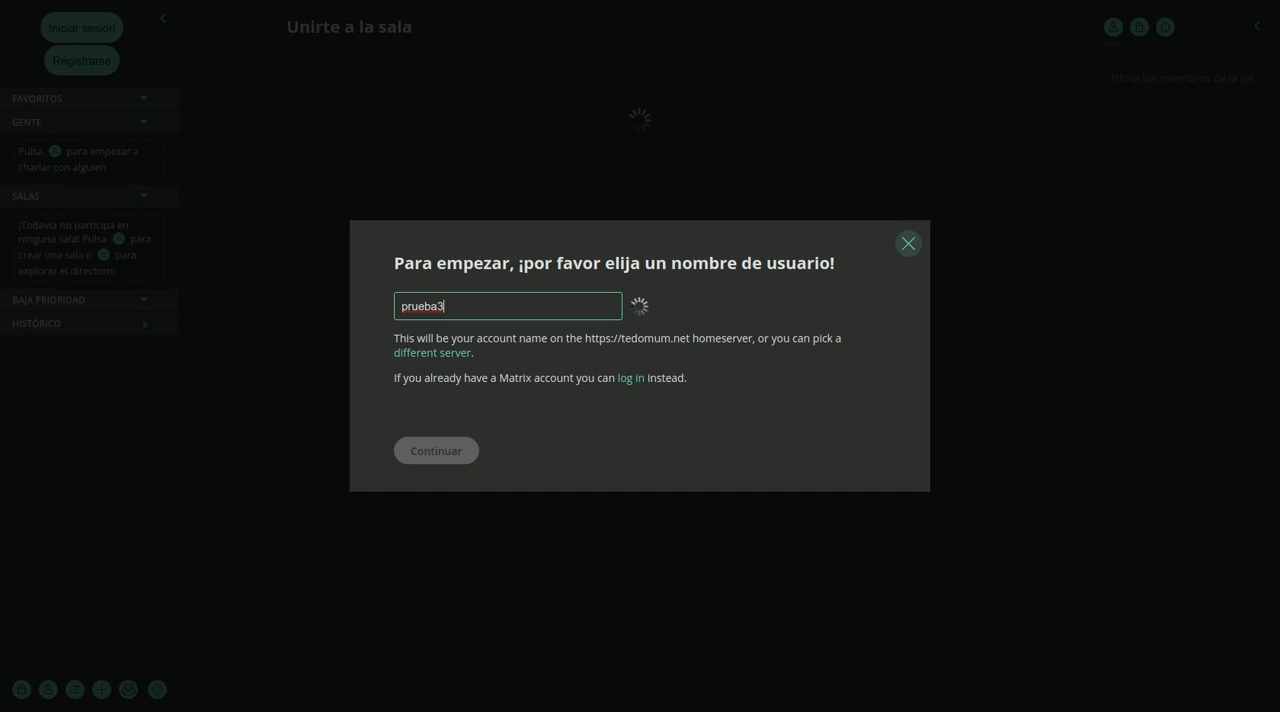 Iniciar sesión
Registrarse
Unirte a la sala
Filtrar los miembros de la sal
FAVORITOS
GENTE
Pulsa para empezar a
charlar con alguien
SALAS
¡Todavía no participa en
ninguna sala! Pulsa para
crear una sala o para
explorar el directorio
BAJA PRIORIDAD
HISTÓRICO
Para empezar, ¡por favor elija un nombre de usuario!
prueba3
This will be your account name on the https://tedomum.net homeserver, or you can pick a
different server.
If you already have a Matrix account you can log in instead.
Continuar